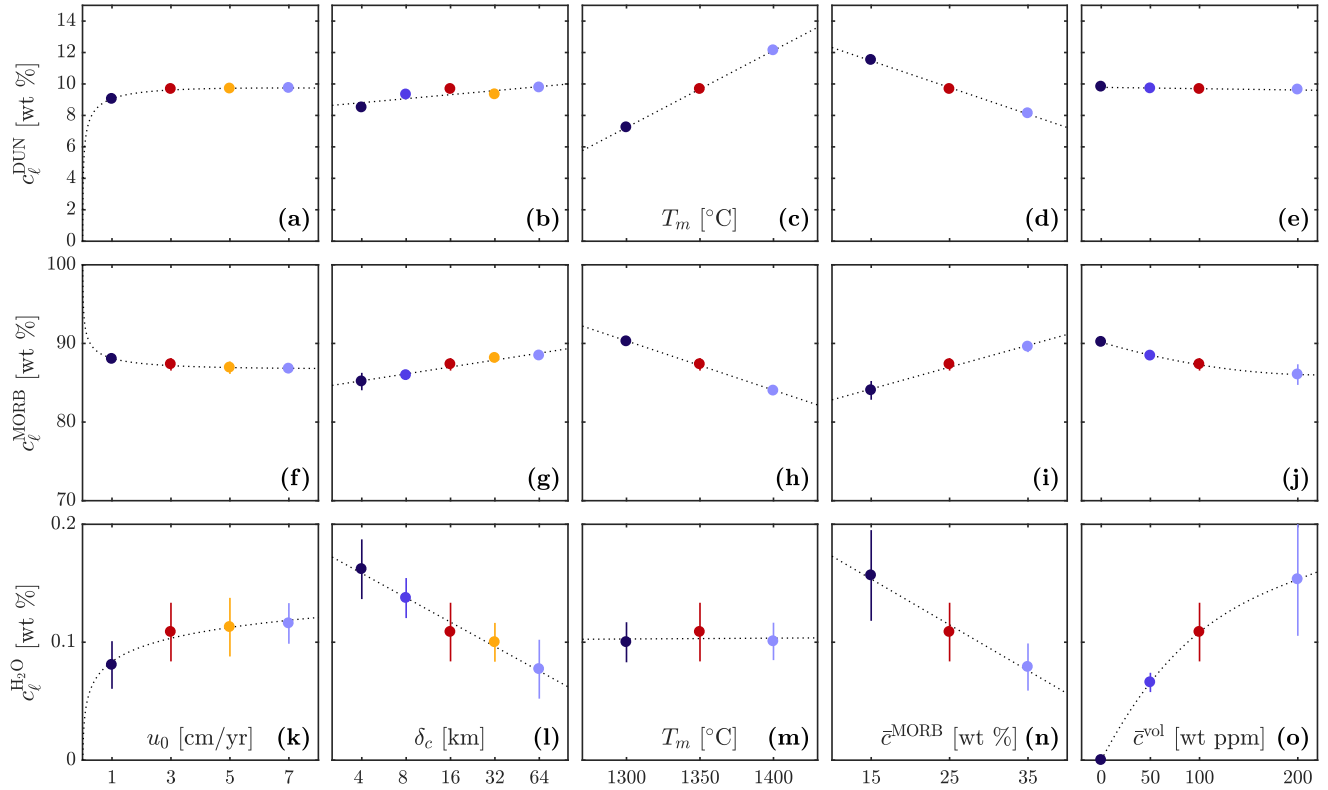 14
12
10
8
6
4
2
0
c_ℓ^DUN [wt %]
(a)
(b)
T_m [°C] (c)
(d)
(e)
100
90
80
70
c_ℓ^MORB [wt %]
(f)
(g)
(h)
(i)
(j)
0.2
0.1
0
c_ℓ^H₂O [wt %]
u₀ [cm/yr] (k)
δ_c [km] (l)
T_m [°C] (m)
c̄^MORB [wt %] (n)
c̄^vol [wt ppm] (o)
1 3 5 7
4 8 16 32 64
1300 1350 1400
15 25 35
0 50 100 200